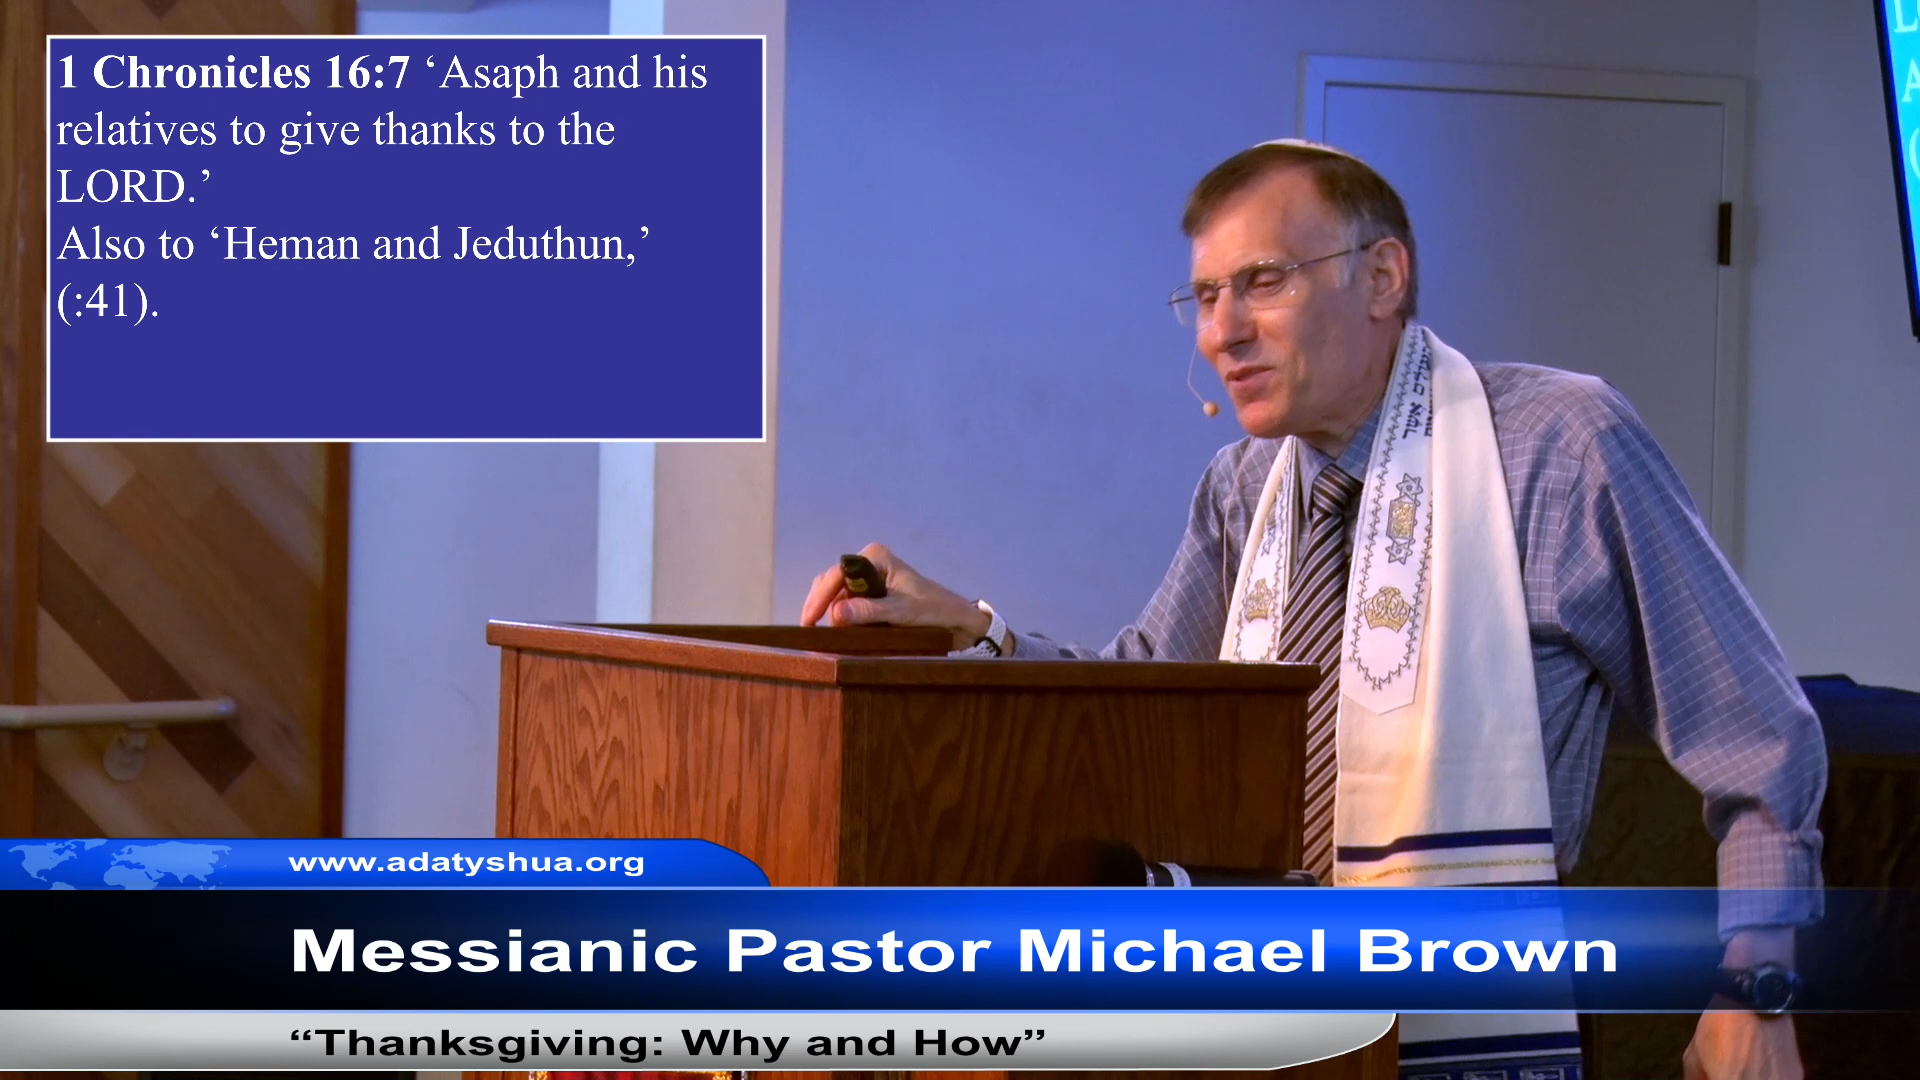 1 Chronicles 16:7 ‘Asaph and his
relatives to give thanks to the
LORD.’
Also to ‘Heman and Jeduthun,’
(:41).
www.adatyshua.org
Messianic Pastor Michael Brown
“Thanksgiving: Why and How”